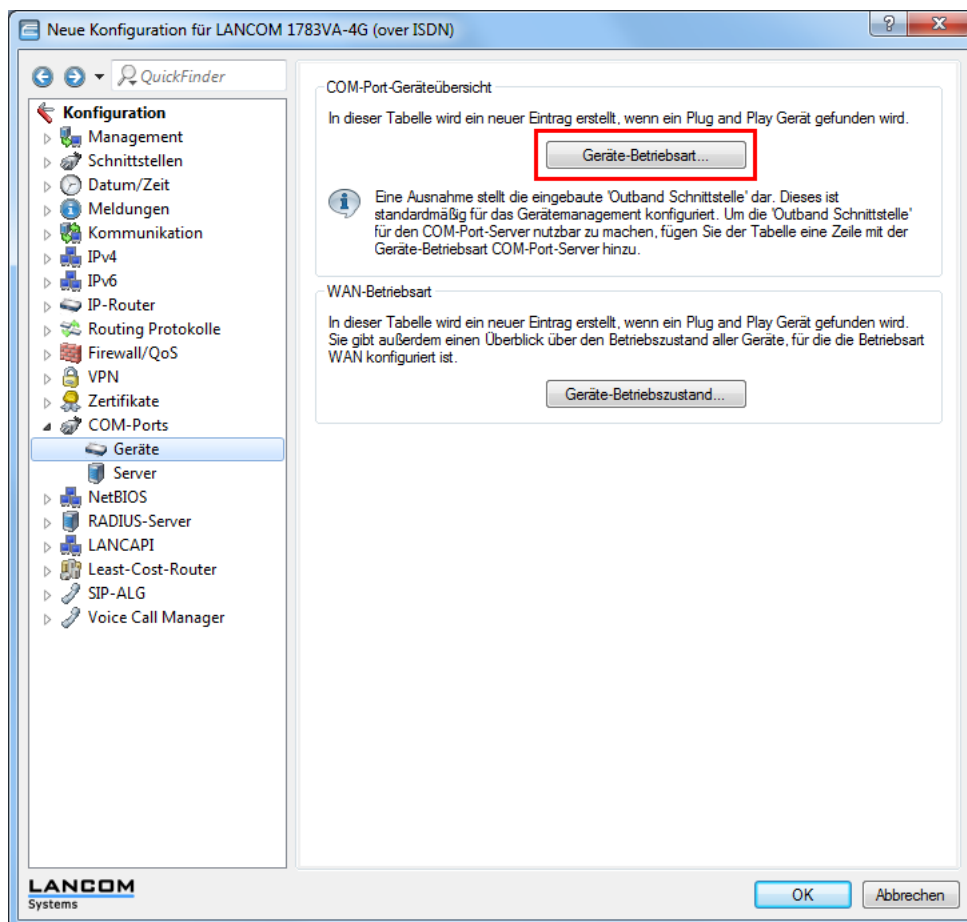 Neue Konfiguration für LANCOM 1783VA-4G (over ISDN)
QuickFinder
Konfiguration
Management
Schnittstellen
Datum/Zeit
Meldungen
Kommunikation
IPv4
IPv6
IP-Router
Routing Protokolle
Firewall/QoS
VPN
Zertifikate
COM-Ports
Geräte
Server
NetBIOS
RADIUS-Server
LANCAPI
Least-Cost-Router
SIP-ALG
Voice Call Manager
COM-Port-Geräteübersicht
In dieser Tabelle wird ein neuer Eintrag erstellt, wenn ein Plug and Play Gerät gefunden wird.
Geräte-Betriebsart...
Eine Ausnahme stellt die eingebaute 'Outband Schnittstelle' dar. Dieses ist
standardmäßig für das Gerätemanagement konfiguriert. Um die 'Outband Schnittstelle'
für den COM-Port-Server nutzbar zu machen, fügen Sie der Tabelle eine Zeile mit der
Geräte-Betriebsart COM-Port-Server hinzu.
WAN-Betriebsart
In dieser Tabelle wird ein neuer Eintrag erstellt, wenn ein Plug and Play Gerät gefunden wird.
Sie gibt außerdem einen Überblick über den Betriebszustand aller Geräte, für die die Betriebsart
WAN konfiguriert ist.
Geräte-Betriebszustand...
LANCOM
Systems
OK
Abbrechen